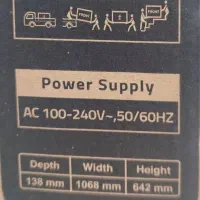 Power Supply
AC 100-240V~,50/60HZ
Depth Width Height
138 mm 1068 mm 642 mm